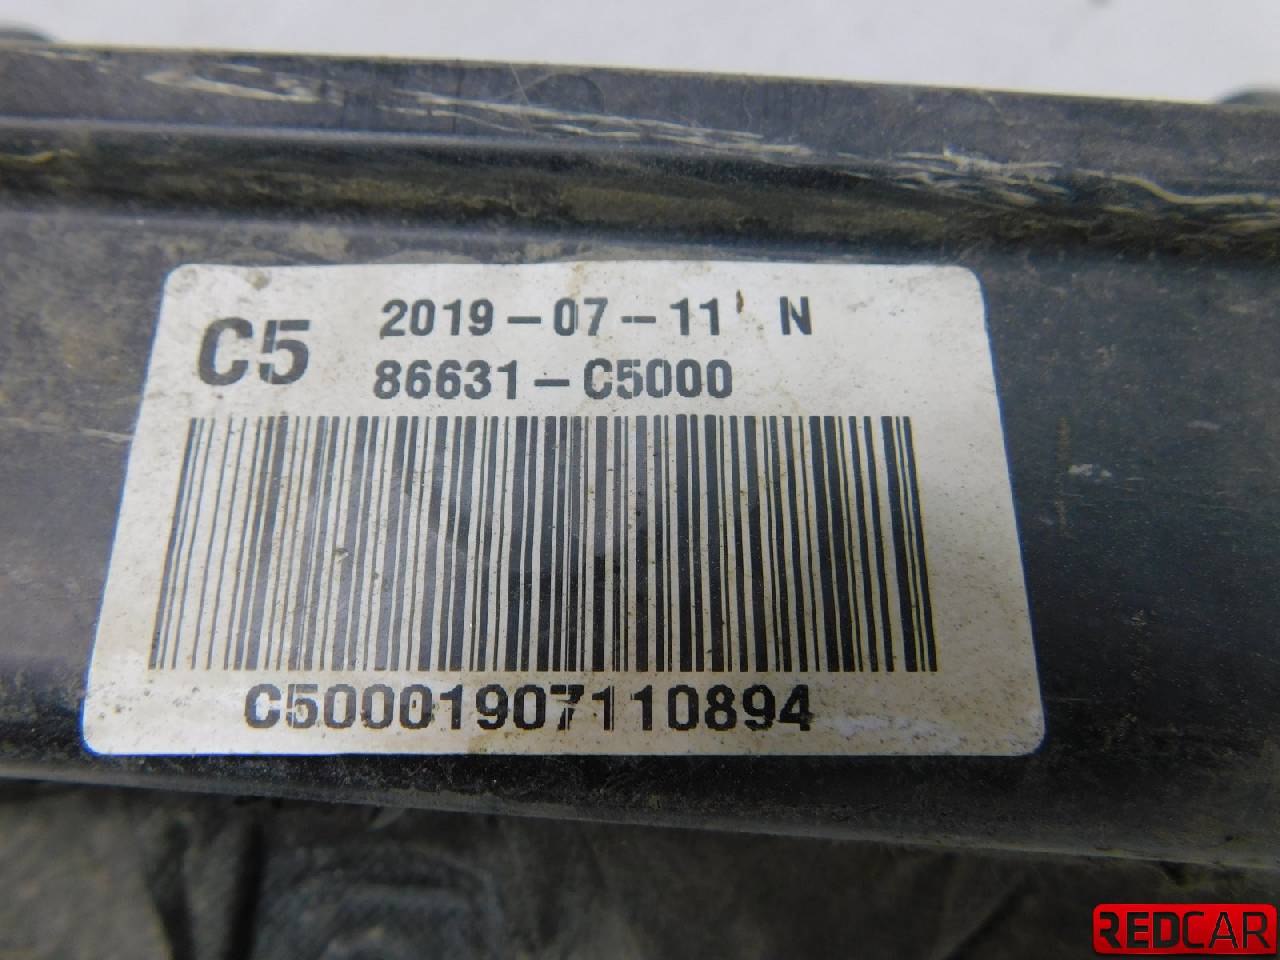 C5
2019-07-11 N
86631-C5000
C50001907110894
REDCAR